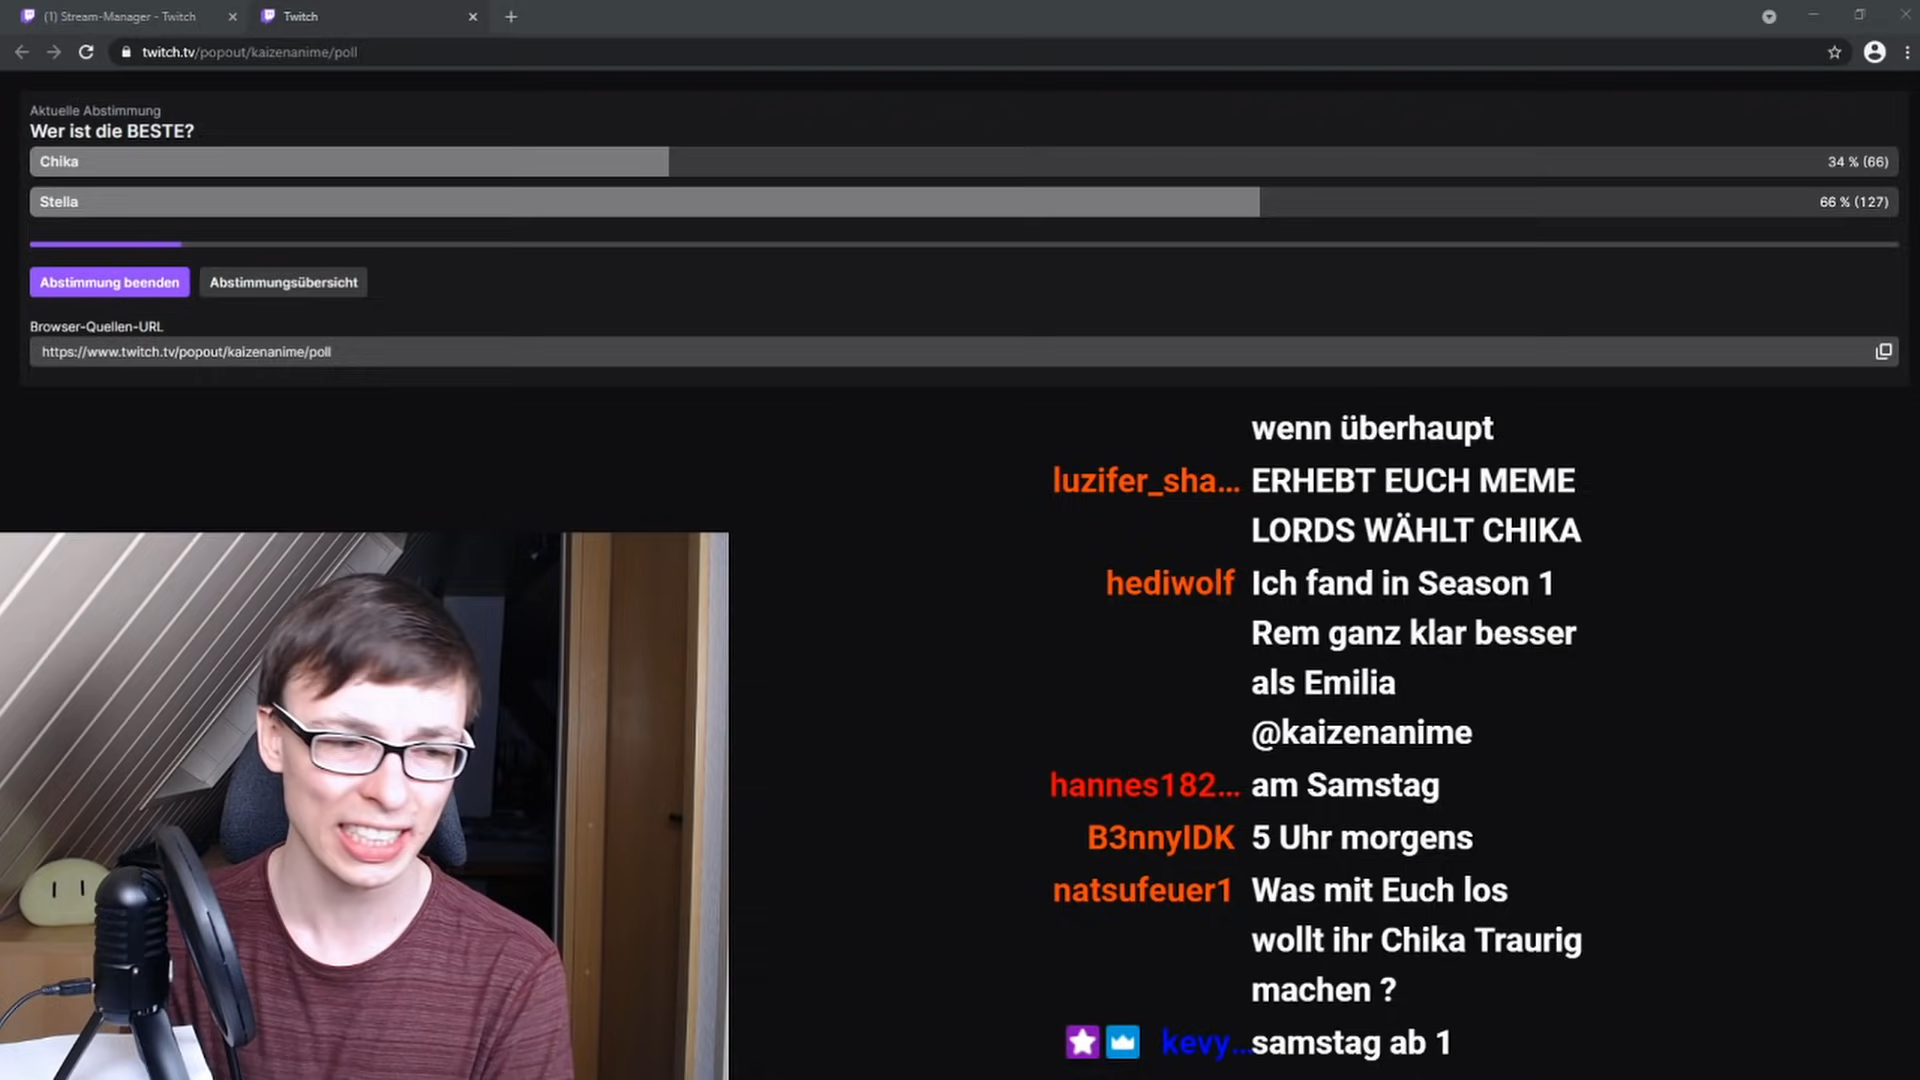 (1) Stream-Manager - Twitch
Twitch
twitch.tv/popout/kaizenanime/poll
Aktuelle Abstimmung
Wer ist die BESTE?
Chika 34 % (66)
Stella 66 % (127)
Abstimmung beenden Abstimmungsübersicht
Browser-Quellen-URL
https://www.twitch.tv/popout/kaizenanime/poll
wenn überhaupt
luzifer_sha... ERHEBT EUCH MEME
LORDS WÄHLT CHIKA
hediwolf Ich fand in Season 1
Rem ganz klar besser
als Emilia
@kaizenanime
hannes182... am Samstag
B3nnyIDK 5 Uhr morgens
natsufeuer1 Was mit Euch los
wollt ihr Chika Traurig
machen ?
kevy... samstag ab 1